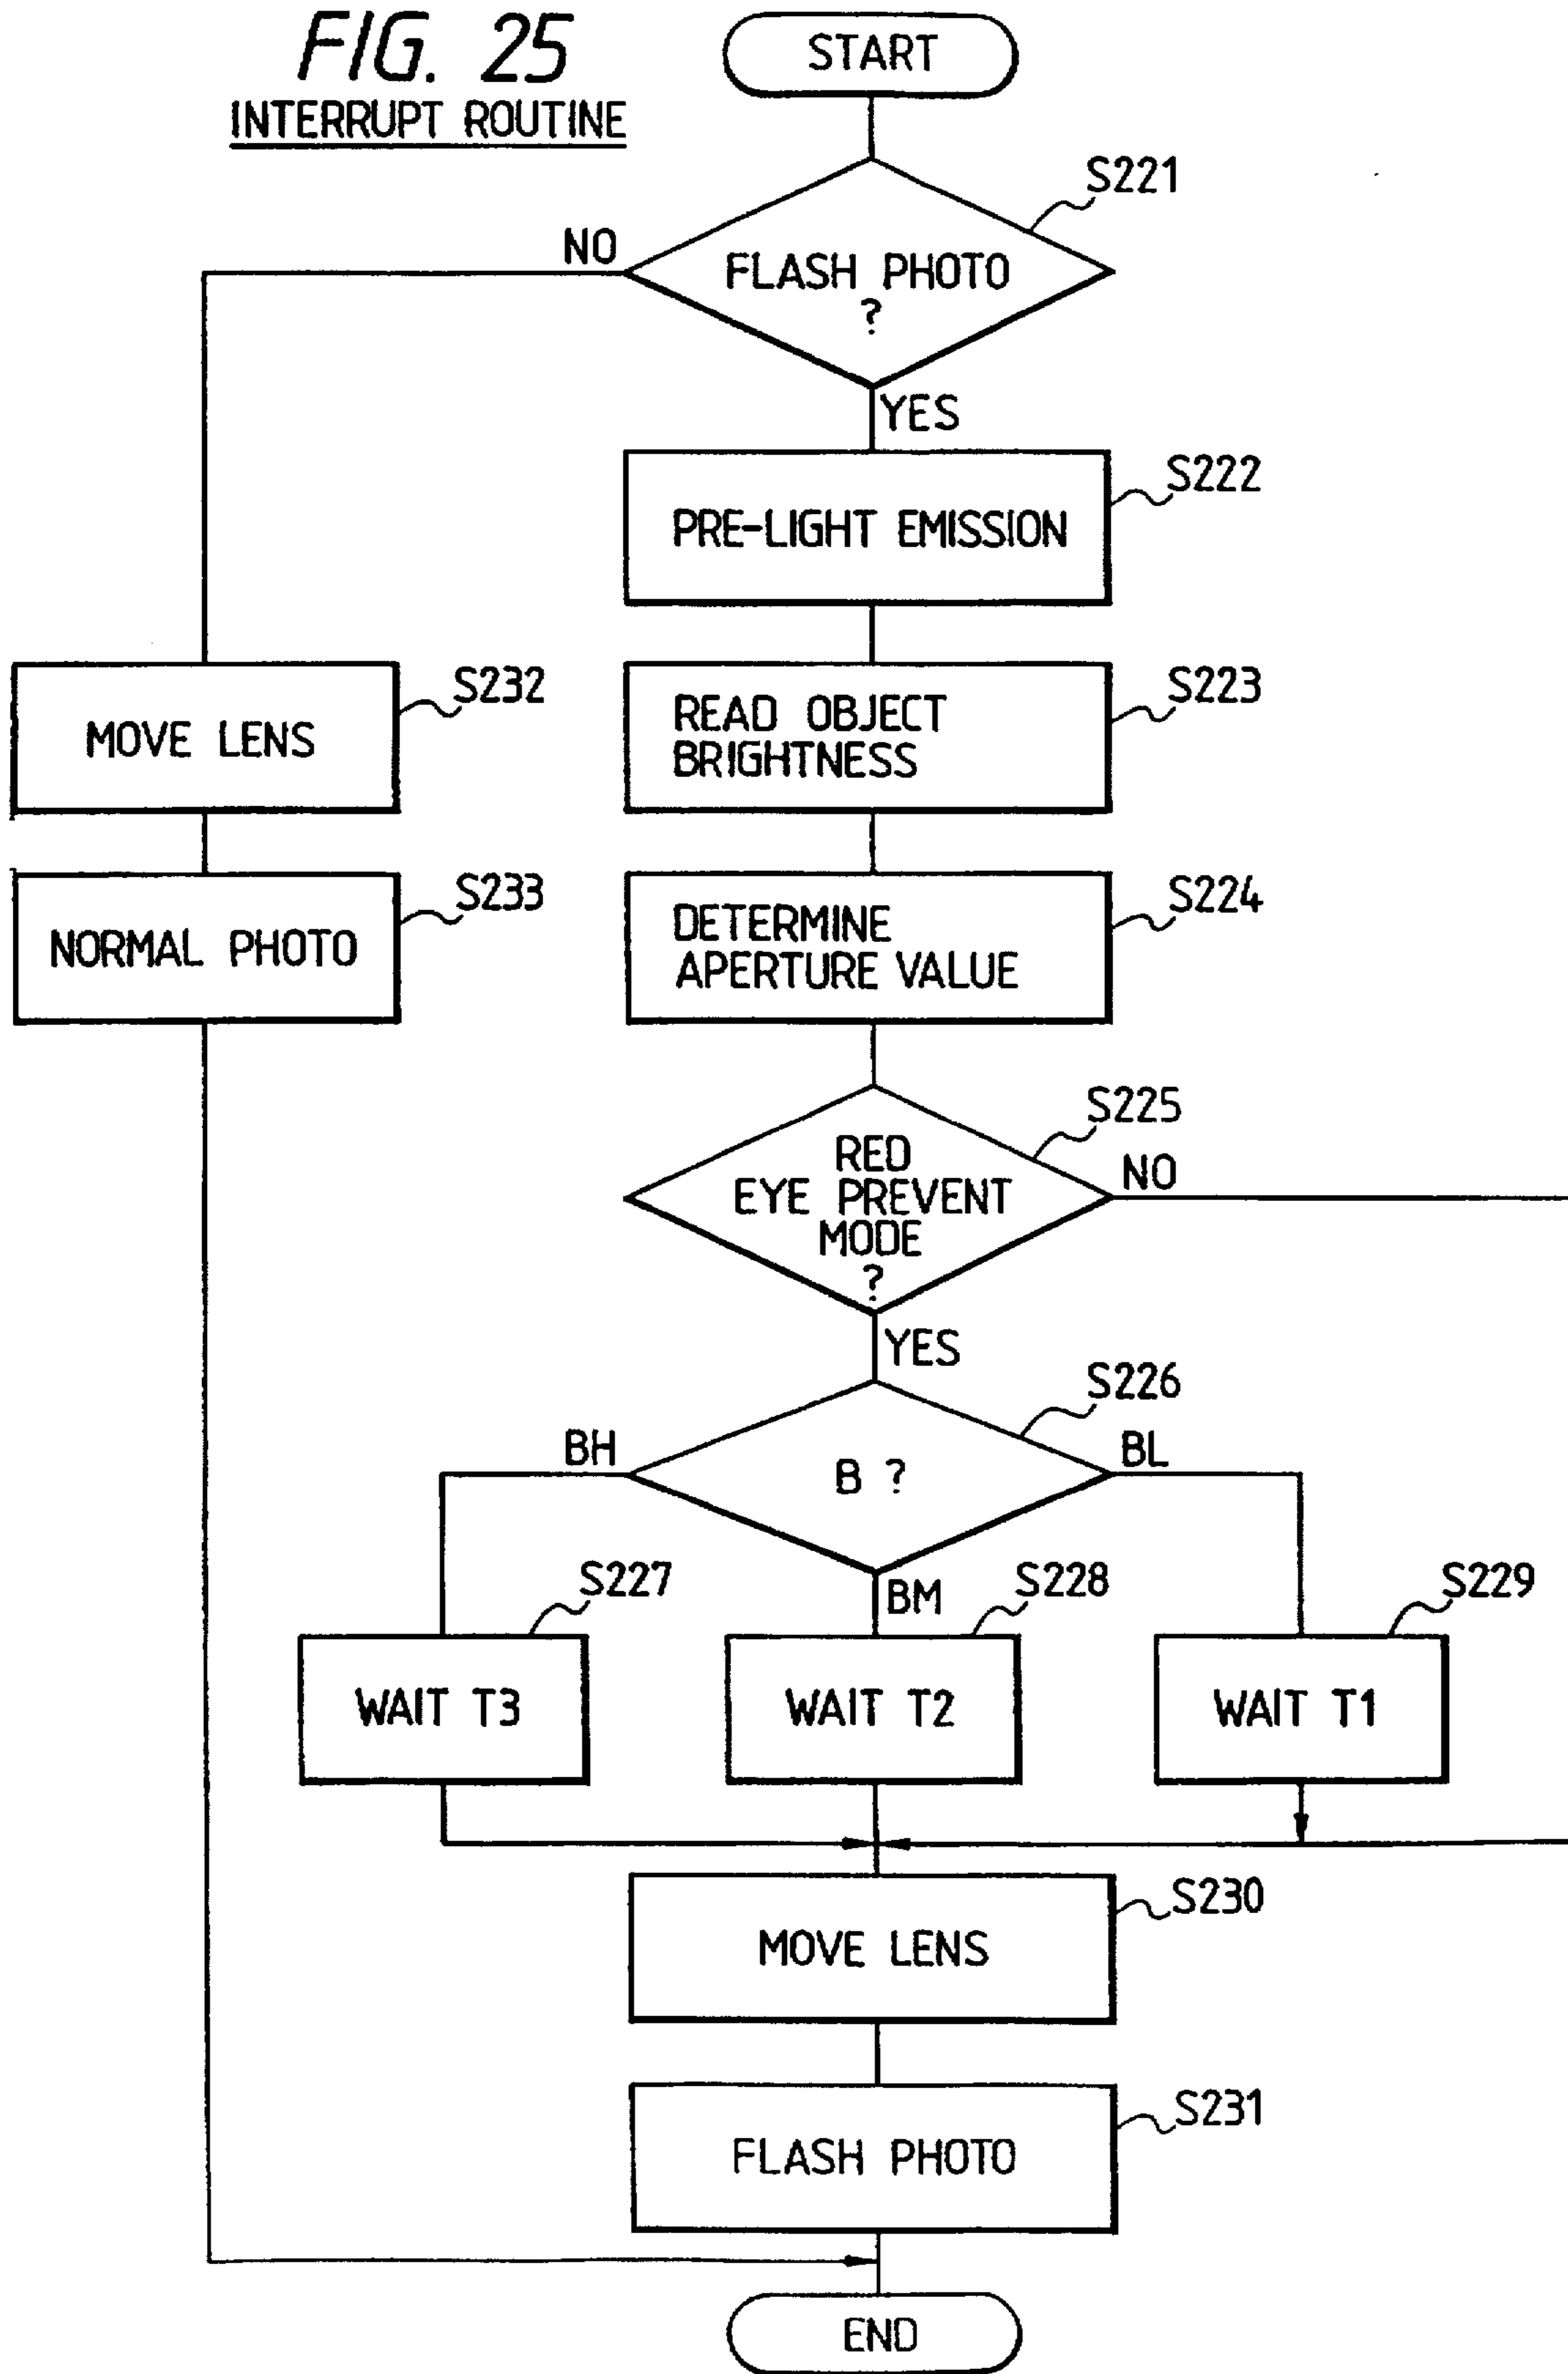 FIG. 25
INTERRUPT ROUTINE
START
S221
NO
FLASH PHOTO
?
YES
S222
PRE-LIGHT EMISSION
S232
MOVE LENS
S223
READ OBJECT
BRIGHTNESS
S233
NORMAL PHOTO
S224
DETERMINE
APERTURE VALUE
S225
RED
EYE PREVENT
MODE
?
NO
YES
S226
BH
B ?
BL
BM
S227
WAIT T3
S228
WAIT T2
S229
WAIT T1
S230
MOVE LENS
S231
FLASH PHOTO
END